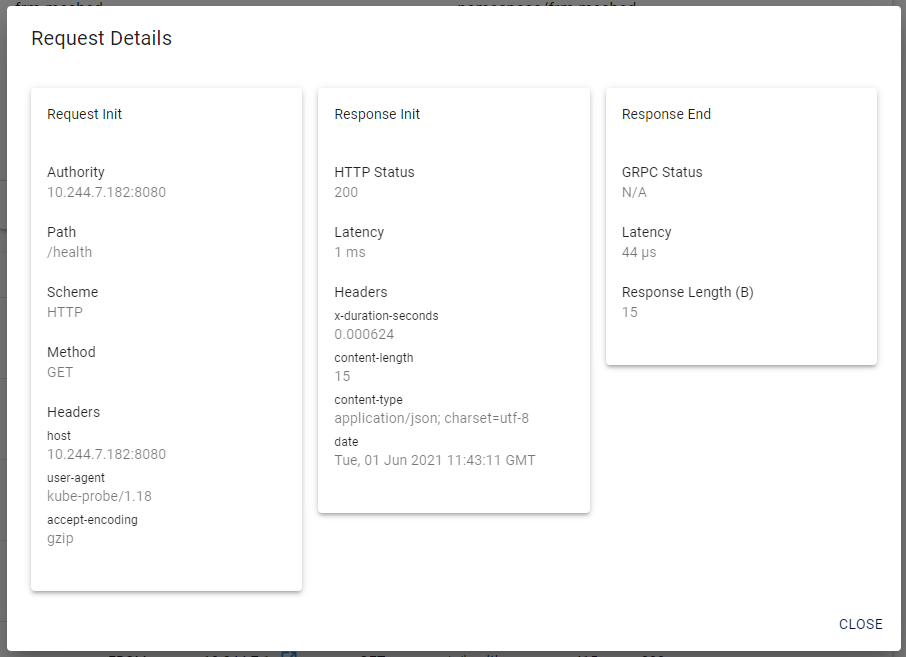 Request Details
Request Init
Authority
10.244.7.182:8080
Path
/health
Scheme
HTTP
Method
GET
Headers
host
10.244.7.182:8080
user-agent
kube-probe/1.18
accept-encoding
gzip
Response Init
HTTP Status
200
Latency
1 ms
Headers
x-duration-seconds
0.000624
content-length
15
content-type
application/json; charset=utf-8
date
Tue, 01 Jun 2021 11:43:11 GMT
Response End
GRPC Status
N/A
Latency
44 µs
Response Length (B)
15
CLOSE